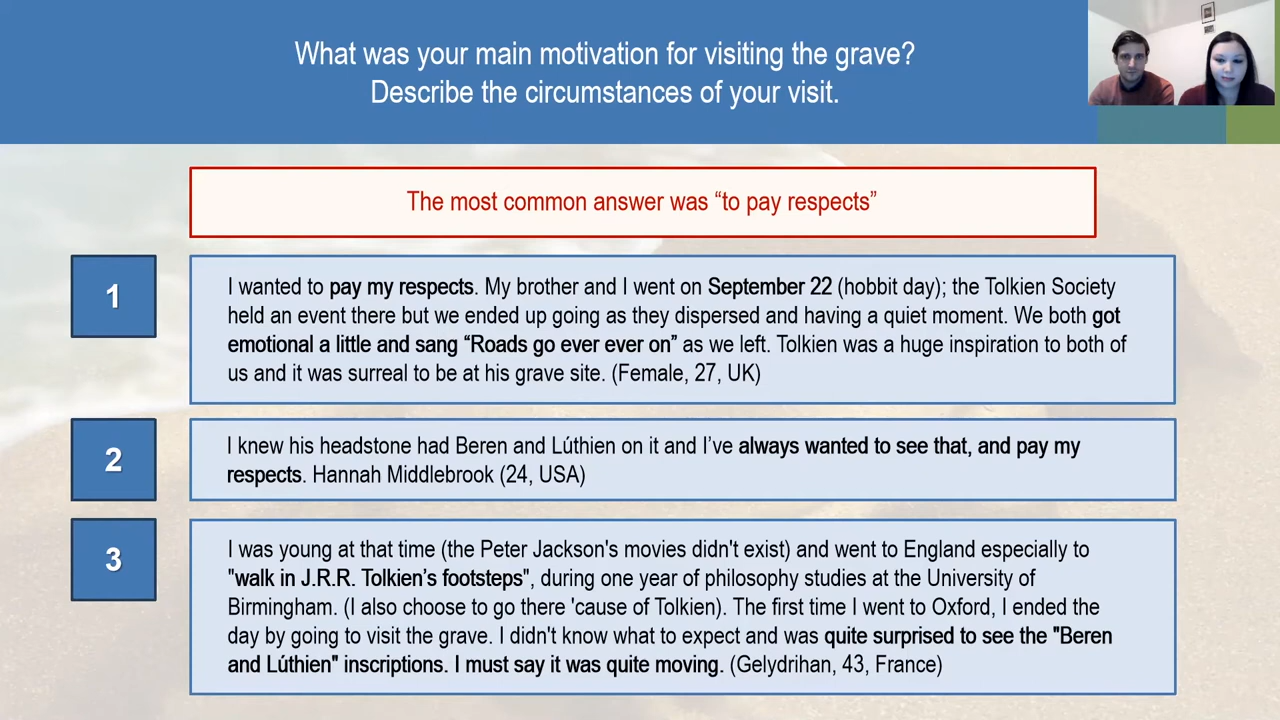 What was your main motivation for visiting the grave?
Describe the circumstances of your visit.
The most common answer was “to pay respects”
1
I wanted to pay my respects. My brother and I went on September 22 (hobbit day); the Tolkien Society
held an event there but we ended up going as they dispersed and having a quiet moment. We both got
emotional a little and sang “Roads go ever ever on” as we left. Tolkien was a huge inspiration to both of
us and it was surreal to be at his grave site. (Female, 27, UK)
2
I knew his headstone had Beren and Lúthien on it and I’ve always wanted to see that, and pay my
respects. Hannah Middlebrook (24, USA)
3
I was young at that time (the Peter Jackson's movies didn't exist) and went to England especially to
"walk in J.R.R. Tolkien’s footsteps", during one year of philosophy studies at the University of
Birmingham. (I also choose to go there 'cause of Tolkien). The first time I went to Oxford, I ended the
day by going to visit the grave. I didn't know what to expect and was quite surprised to see the "Beren
and Lúthien" inscriptions. I must say it was quite moving. (Gelydrihan, 43, France)